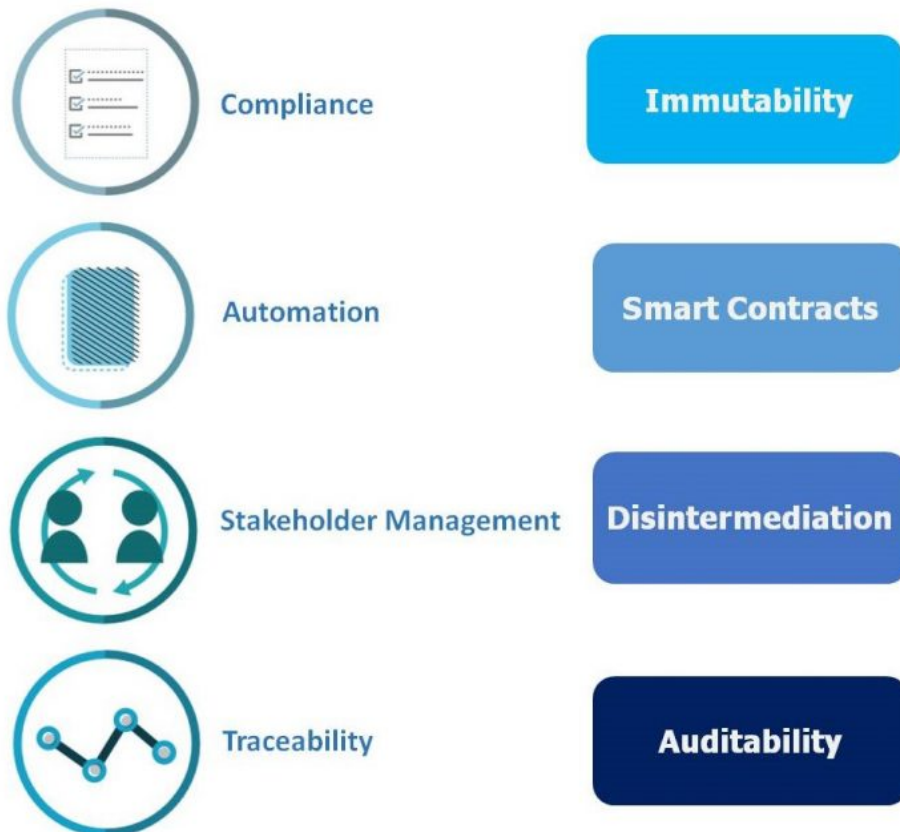 Compliance
Immutability
Automation
Smart Contracts
Stakeholder Management
Disintermediation
Traceability
Auditability